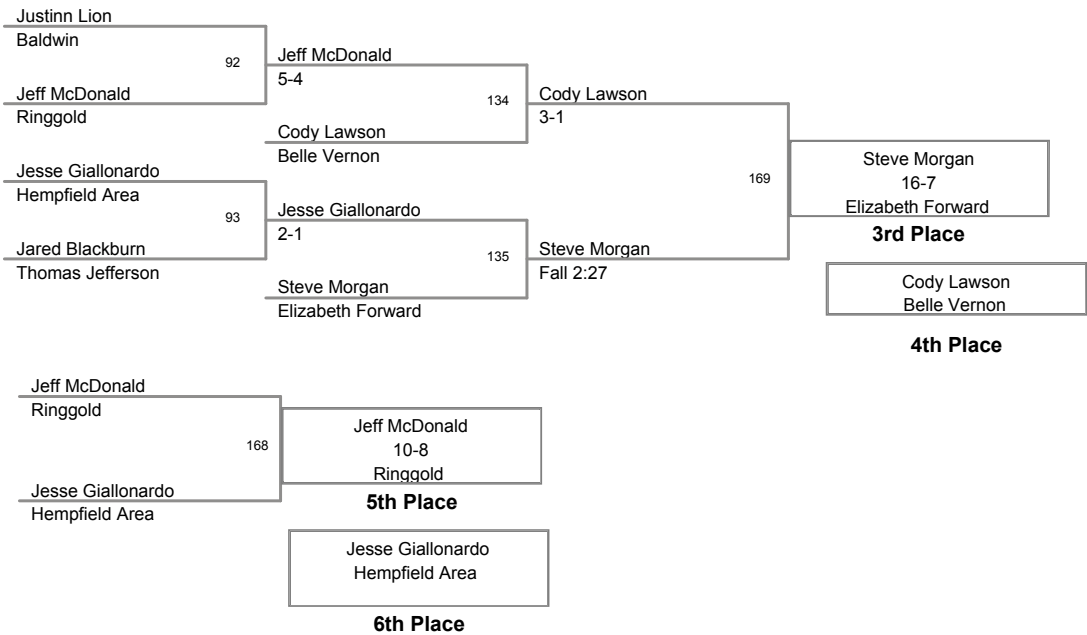 Justinn Lion
Baldwin
92
Jeff McDonald
5-4
Jeff McDonald
Ringgold
134
Cody Lawson
3-1
Cody Lawson
Belle Vernon
Jesse Giallonardo
Hempfield Area
93
Jesse Giallonardo
2-1
Jared Blackburn
Thomas Jefferson
135
Steve Morgan
Fall 2:27
Steve Morgan
Elizabeth Forward
169
Steve Morgan
16-7
Elizabeth Forward
3rd Place
Cody Lawson
Belle Vernon
4th Place
Jeff McDonald
Ringgold
168
Jesse Giallonardo
Hempfield Area
Jeff McDonald
10-8
Ringgold
5th Place
Jesse Giallonardo
Hempfield Area
6th Place